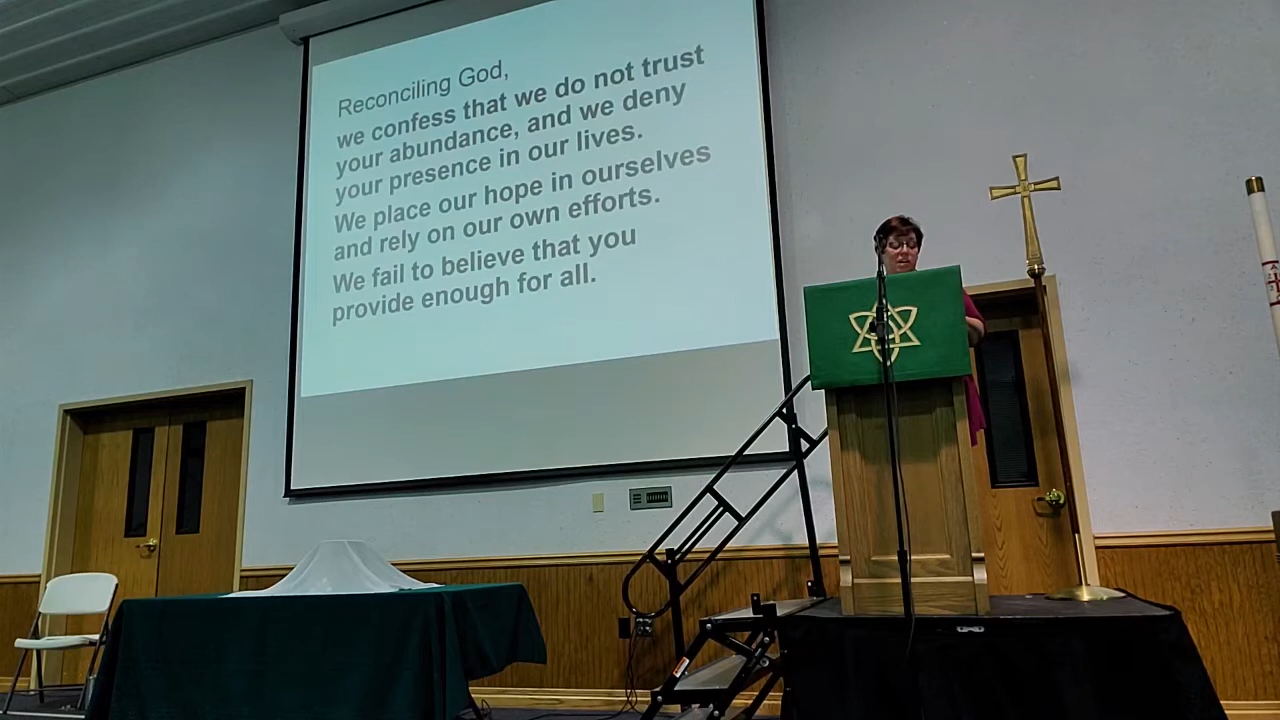 Reconciling God,
we confess that we do not trust
your abundance, and we deny
your presence in our lives.
We place our hope in ourselves
and rely on our own efforts.
We fail to believe that you
provide enough for all.